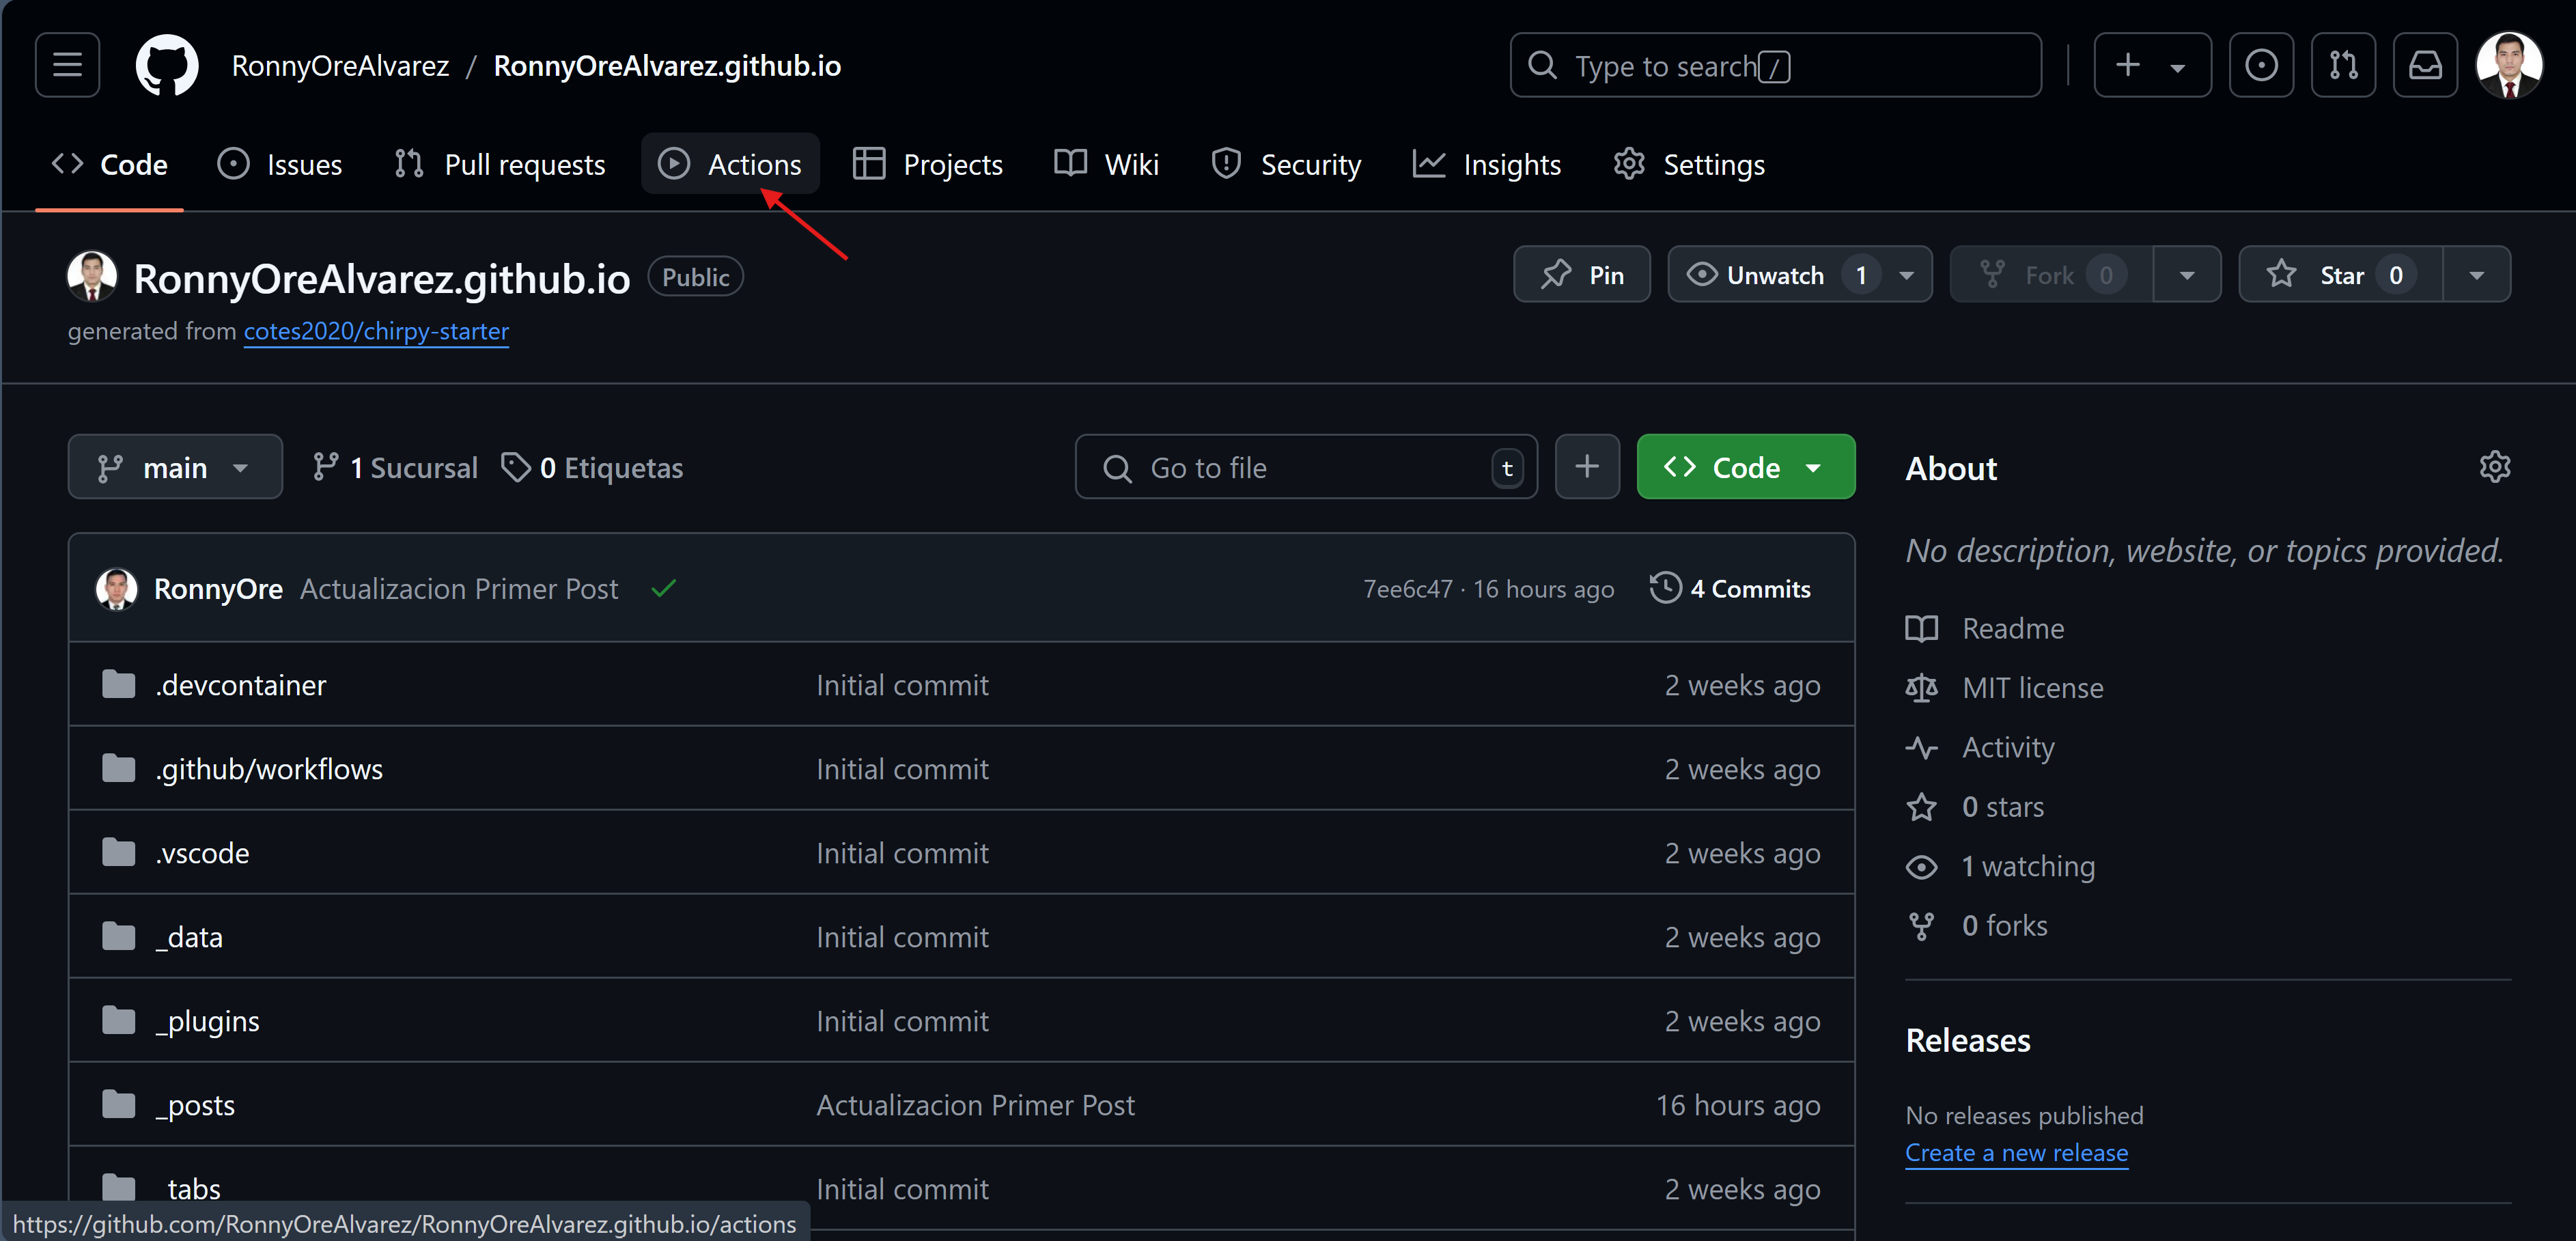 RonnyOreAlvarez / RonnyOreAlvarez.github.io
Type to search /
Code Issues Pull requests Actions Projects Wiki Security Insights Settings
RonnyOreAlvarez.github.io Public
Pin Unwatch 1 Fork 0 Star 0
generated from cotes2020/chirpy-starter
main 1 Sucursal 0 Etiquetas
Go to file t
Code
RonnyOre Actualizacion Primer Post 7ee6c47 · 16 hours ago 4 Commits
.devcontainer Initial commit 2 weeks ago
.github/workflows Initial commit 2 weeks ago
.vscode Initial commit 2 weeks ago
_data Initial commit 2 weeks ago
_plugins Initial commit 2 weeks ago
_posts Actualizacion Primer Post 16 hours ago
_tabs Initial commit 2 weeks ago
About
No description, website, or topics provided.
Readme
MIT license
Activity
0 stars
1 watching
0 forks
Releases
No releases published
Create a new release
https://github.com/RonnyOreAlvarez/RonnyOreAlvarez.github.io/actions